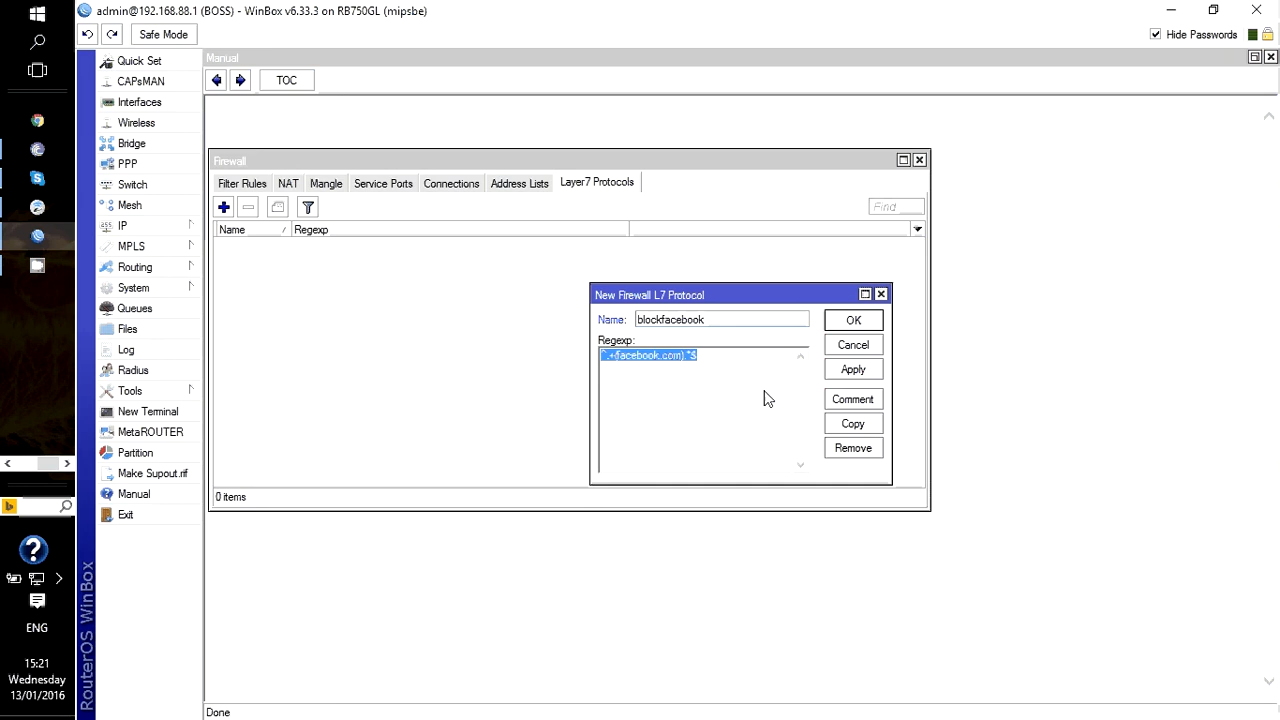 admin@192.168.88.1 (BOSS) - WinBox v6.33.3 on RB750GL (mipsbe)
Safe Mode
Hide Passwords
Quick Set
CAPsMAN
Interfaces
Wireless
Bridge
PPP
Switch
Mesh
IP
MPLS
Routing
System
Queues
Files
Log
Radius
Tools
New Terminal
MetaROUTER
Partition
Make Supout.rif
Manual
Exit
RouterOS WinBox
Manual
TOC
Firewall
Filter Rules NAT Mangle Service Ports Connections Address Lists Layer7 Protocols
Find
Name Regexp
0 items
New Firewall L7 Protocol
Name: blockfacebook
Regexp:
^.+(facebook.com).*$
OK
Cancel
Apply
Comment
Copy
Remove
Done
ENG
15:21
Wednesday
13/01/2016